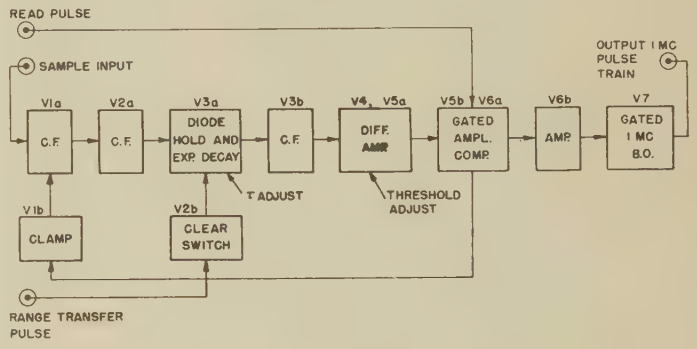 READ PULSE
SAMPLE INPUT
OUTPUT 1 MC
PULSE
TRAIN
V1a
C.F.
V2a
C.F.
V3a
DIODE
HOLD AND
EXP. DECAY
V3b
C.F.
V4, V5a
DIFF.
AMP.
V5b V6a
GATED
AMPL.
COMP.
V6b
AMP.
V7
GATED
1 MC
B.O.
T ADJUST
THRESHOLD
ADJUST
V1b
CLAMP
V2b
CLEAR
SWITCH
RANGE TRANSFER
PULSE